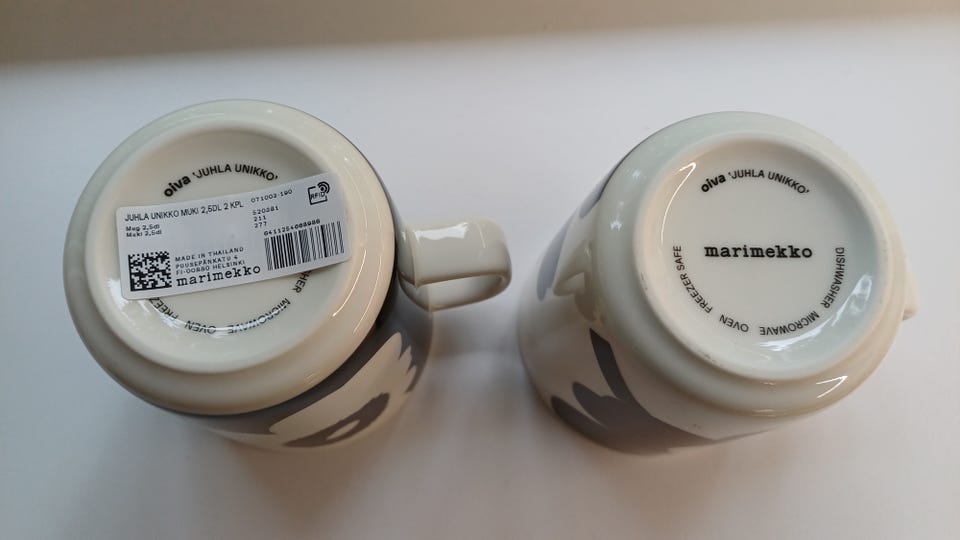 oiva 'JUHLA UNIKKO'
JUHLA UNIKKO MUKI 2,5DL 2 KPL
071003-190
RFID
Mug 2,5dl
Muki 2,5dl
520281
211
277
6411254068986
MADE IN THAILAND
PUUSEPÄNKATU 4
FI-00880 HELSINKI
marimekko
MICROWAVE OVEN
oiva 'JUHLA UNIKKO'
marimekko
DISHWASHER MICROWAVE OVEN FREEZER SAFE